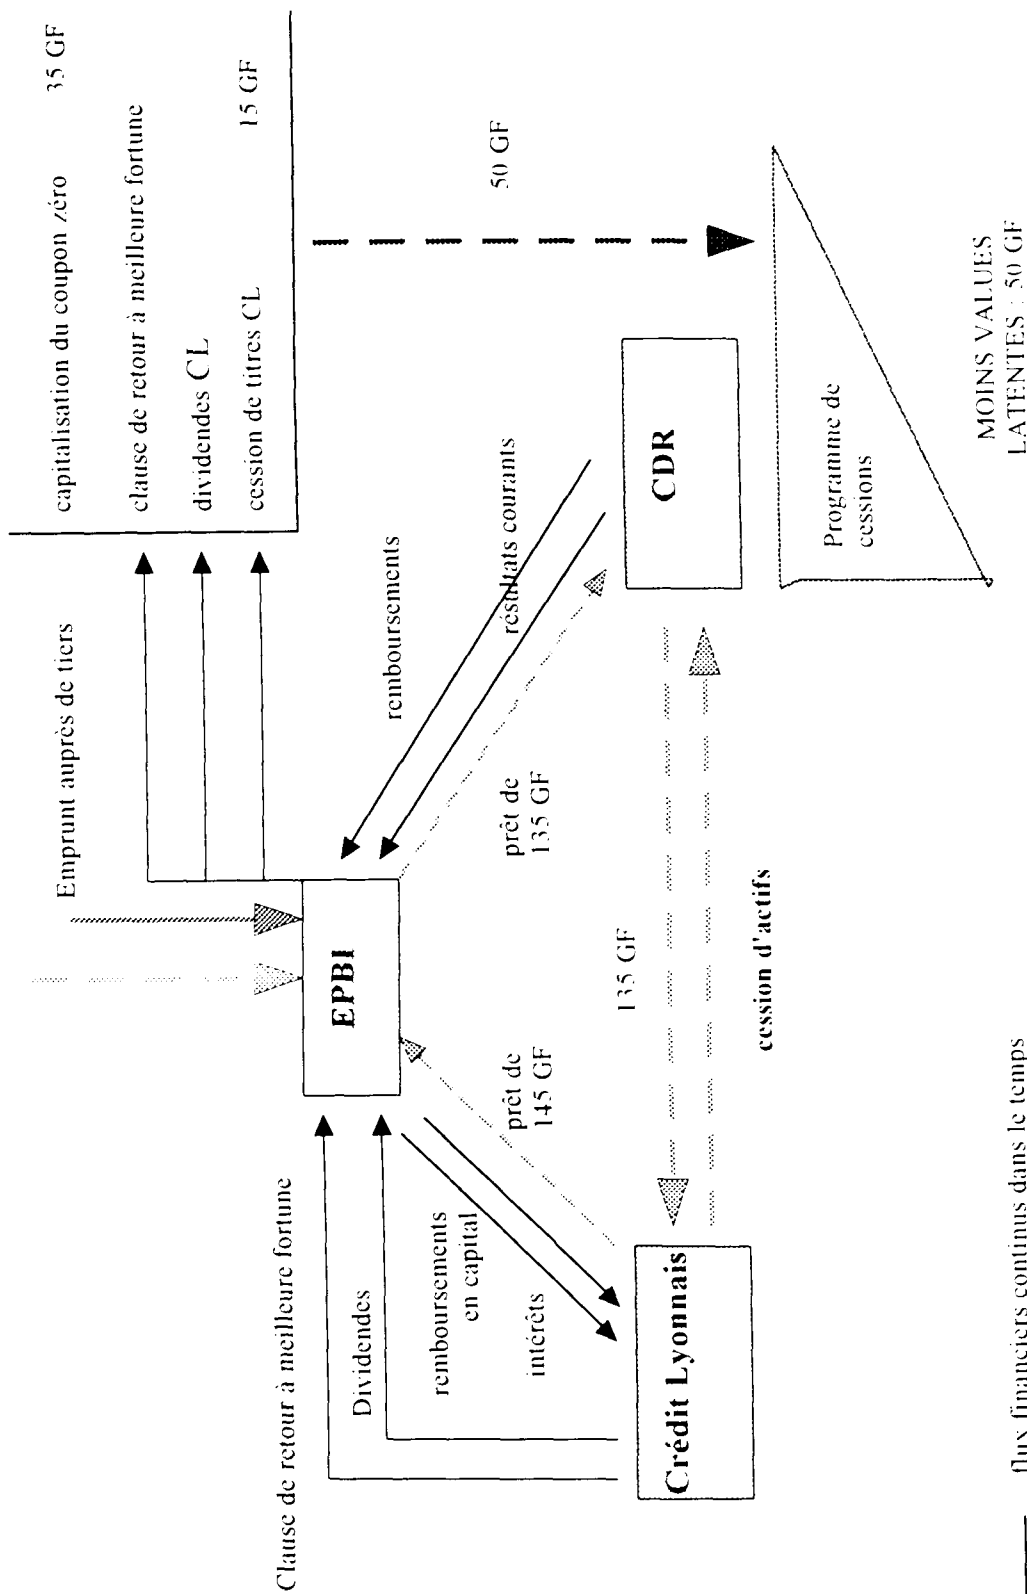 Emprunt auprès de tiers
capitalisation du coupon zéro 35 GF
clause de retour à meilleure fortune
dividendes CL
cession de titres CL 15 GF
Clause de retour à meilleure fortune
Dividendes
EPBI
remboursements
en capital
intérêts
prêt de
145 GF
prêt de
135 GF
remboursements
résultats courants
50 GF
Crédit Lyonnais
135 GF
cession d'actifs
CDR
Programme de
cessions
MOINS VALUES
LATENTES : 50 GF
flux financiers continus dans le temps